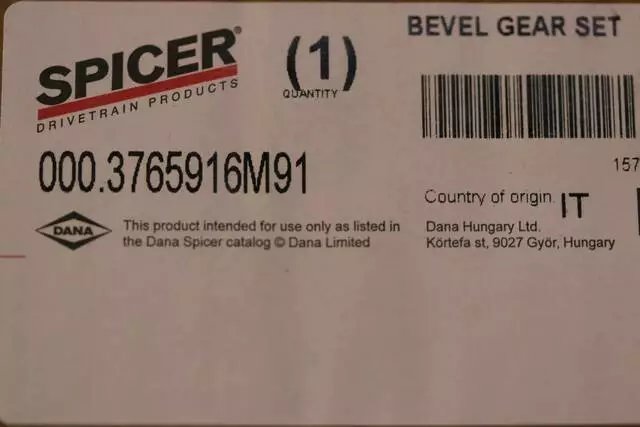 SPICER®
DRIVETRAIN PRODUCTS
(1)
QUANTITY
BEVEL GEAR SET
000.3765916M91
157
Country of origin IT
DANA
This product intended for use only as listed in
the Dana Spicer catalog © Dana Limited
Dana Hungary Ltd.
Körtefa st, 9027 Győr, Hungary